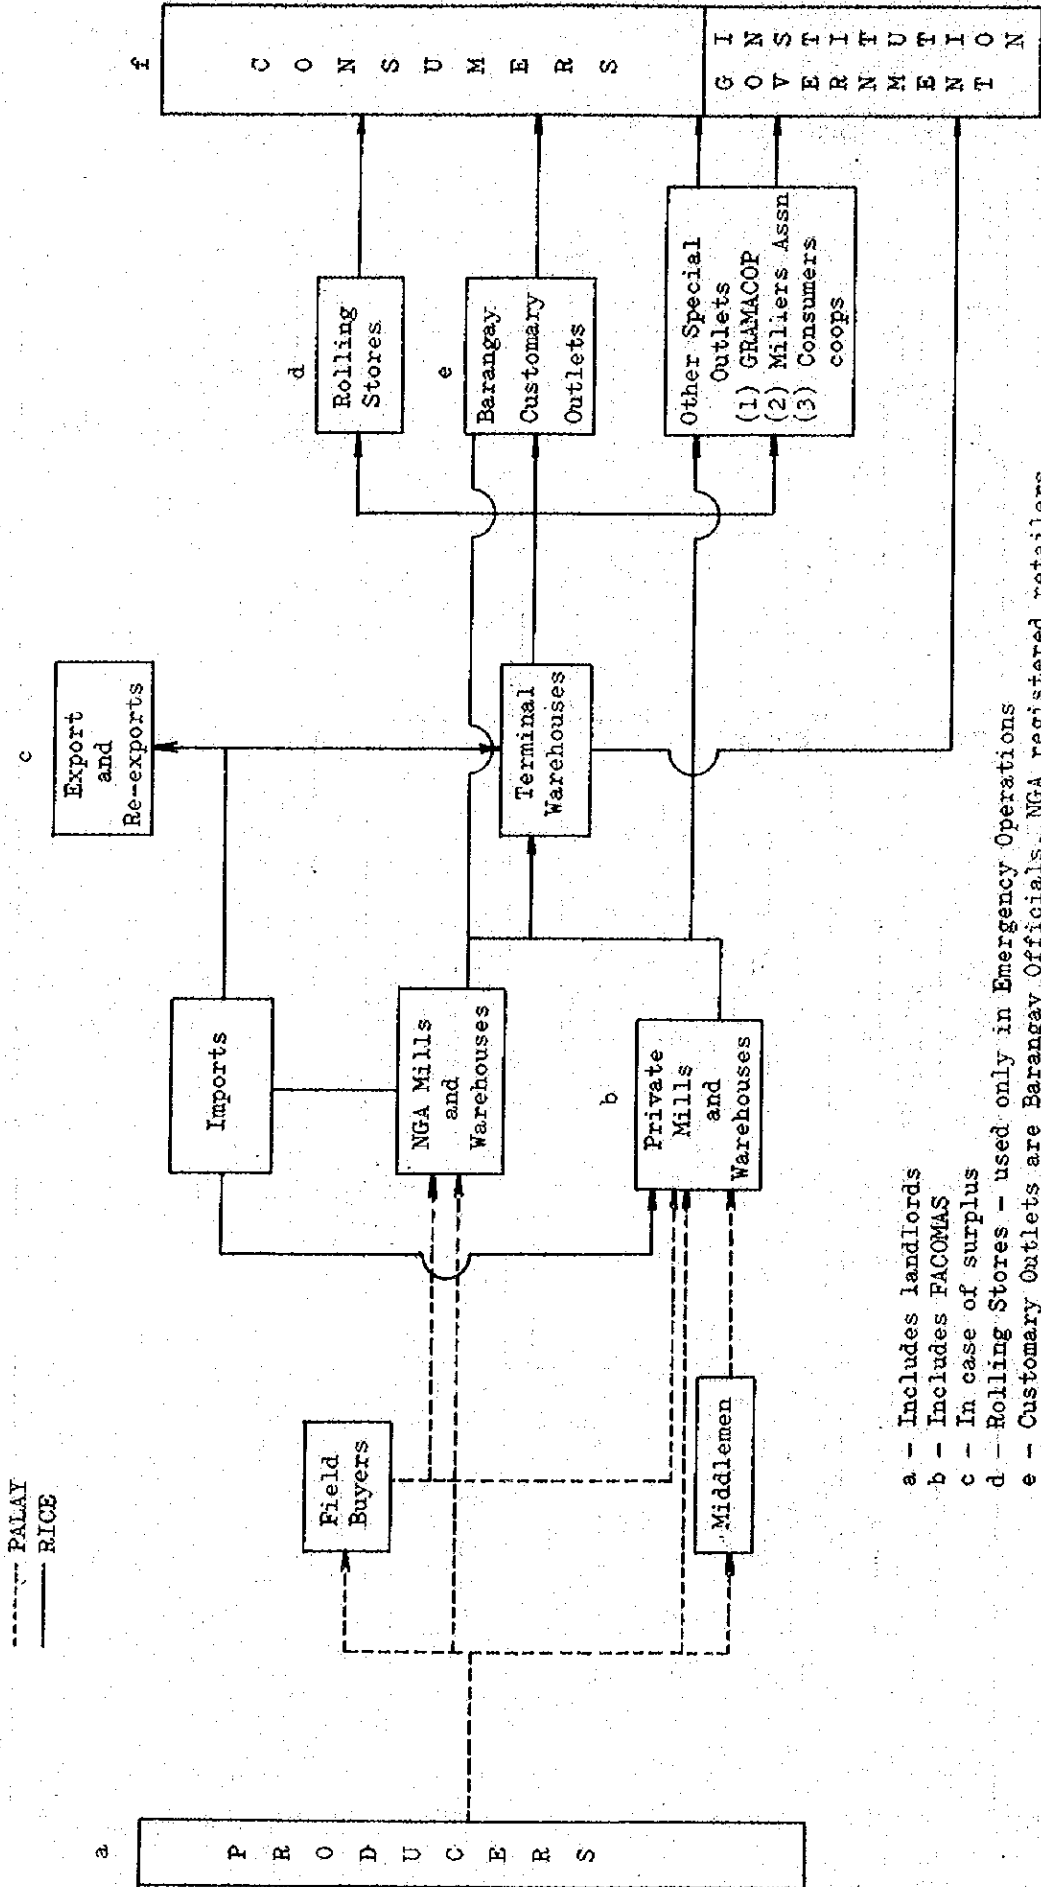 ---- PALAY
—— RICE
a
PRODUCERS
Field
Buyers
Middlemen
Imports
NGA Mills
and
Warehouses
b
Private
Mills
and
Warehouses
c
Export
and
Re-exports
Terminal
Warehouses
d
Rolling
Stores
e
Barangay
Customary
Outlets
Other Special
Outlets
(1) GRAMACOP
(2) Millers Assn
(3) Consumers
coops
f
CONSUMERS
GOVERNMENT
INSTITUTION
a - Includes landlords
b - Includes FACOMAS
c - In case of surplus
d - Rolling Stores - used only in Emergency Operations
e - Customary Outlets are Barangay Officials, NGA registered retailers